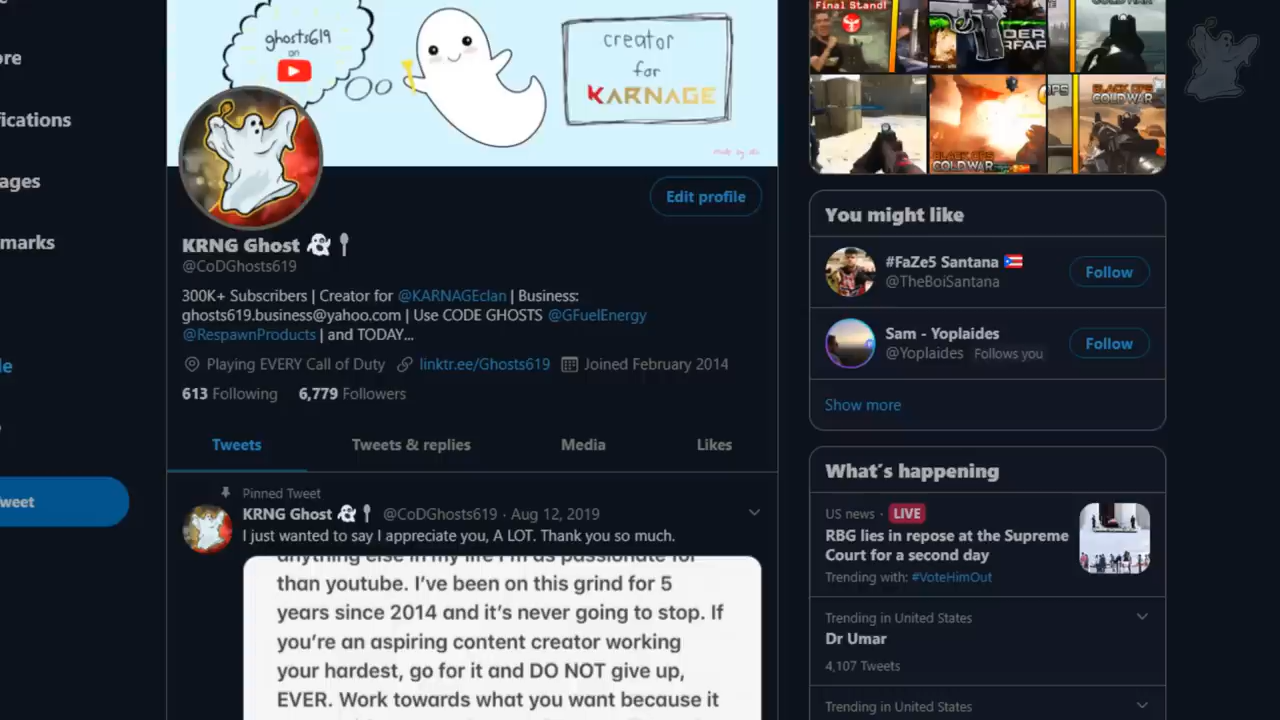 ghosts619
on
creator
for
KARNAGE
Final Stand!
COLD WAR
BLACK OPS
COLD WAR
BLACK OPS
COLD WAR
ore
fications
ages
marks
le
weet
Edit profile
KRNG Ghost
@CoDGhosts619
300K+ Subscribers | Creator for @KARNAGEclan | Business:
ghosts619.business@yahoo.com | Use CODE GHOSTS @GFuelEnergy
@RespawnProducts | and TODAY...
Playing EVERY Call of Duty linktr.ee/Ghosts619 Joined February 2014
613 Following 6,779 Followers
Tweets Tweets & replies Media Likes
Pinned Tweet
KRNG Ghost @CoDGhosts619 · Aug 12, 2019
I just wanted to say I appreciate you, A LOT. Thank you so much.
anything else in my life I'm as passionate for
than youtube. I've been on this grind for 5
years since 2014 and it's never going to stop. If
you're an aspiring content creator working
your hardest, go for it and DO NOT give up,
EVER. Work towards what you want because it
You might like
#FaZe5 Santana
@TheBoiSantana
Follow
Sam - Yoplaides
@Yoplaides Follows you
Follow
Show more
What's happening
US news · LIVE
RBG lies in repose at the Supreme
Court for a second day
Trending with: #VoteHimOut
Trending in United States
Dr Umar
4,107 Tweets
Trending in United States